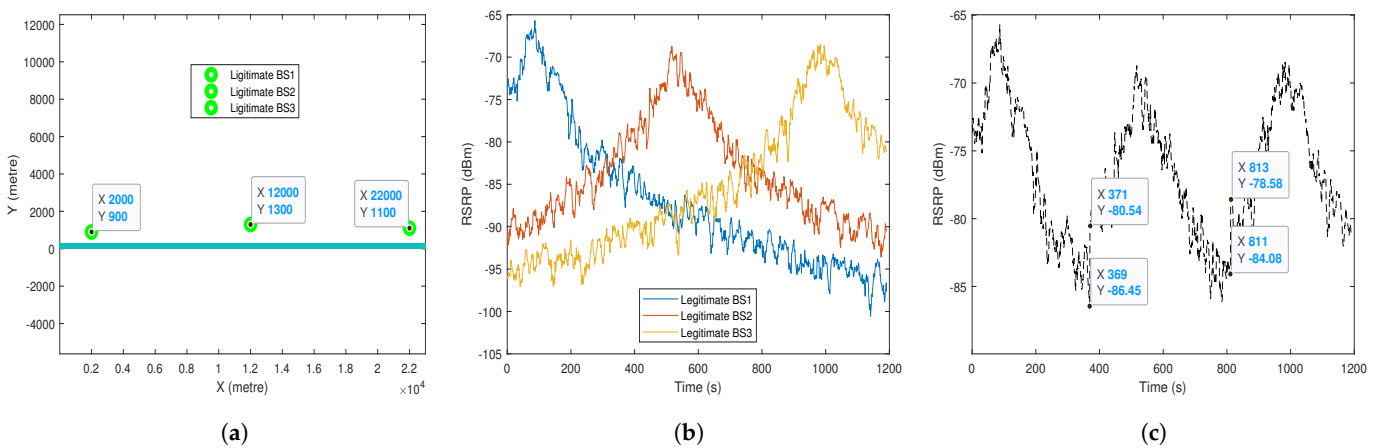 12000
10000
8000
6000
4000
2000
0
-2000
-4000
Y (metre)
Ligitimate BS1
Ligitimate BS2
Ligitimate BS3
X 2000
Y 900
X 12000
Y 1300
X 22000
Y 1100
0.2 0.4 0.6 0.8 1 1.2 1.4 1.6 1.8 2 2.2
×10⁴
X (metre)
(a)
-65
-70
-75
-80
-85
-90
-95
-100
-105
RSRP (dBm)
Legitimate BS1
Legitimate BS2
Legitimate BS3
0 200 400 600 800 1000 1200
Time (s)
(b)
-65
-70
-75
-80
-85
RSRP (dBm)
X 371
Y -80.54
X 369
Y -86.45
X 813
Y -78.58
X 811
Y -84.08
0 200 400 600 800 1000 1200
Time (s)
(c)